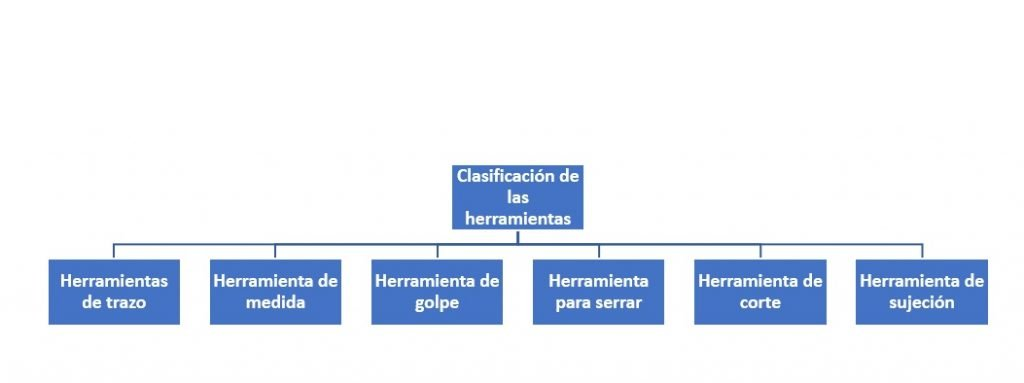 Clasificación de
las
herramientas
Herramientas
de trazo
Herramienta de
medida
Herramienta de
golpe
Herramienta
para serrar
Herramienta de
corte
Herramienta de
sujeción